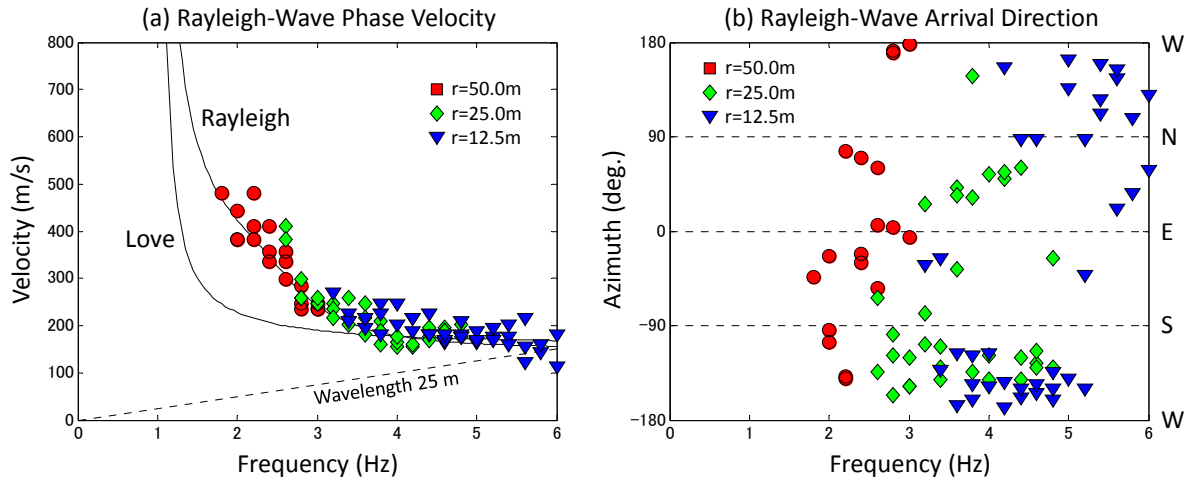 (a) Rayleigh-Wave Phase Velocity
800
700
600
500
400
300
200
100
0
Velocity (m/s)
r=50.0m
r=25.0m
r=12.5m
Rayleigh
Love
Wavelength 25 m
0 1 2 3 4 5 6
Frequency (Hz)
(b) Rayleigh-Wave Arrival Direction
180
90
0
-90
-180
Azimuth (deg.)
r=50.0m
r=25.0m
r=12.5m
W
N
E
S
W
0 1 2 3 4 5 6
Frequency (Hz)